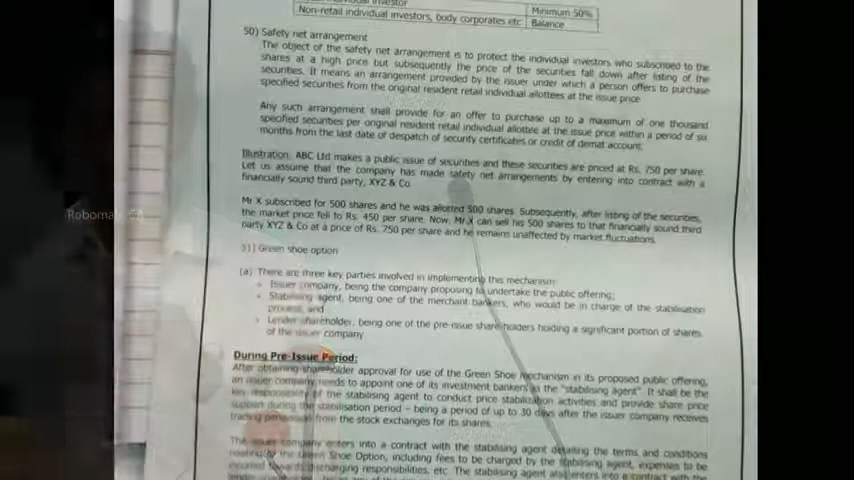 Minimum 50%
Non-retail individual investors, body corporates etc Balance
50) Safety net arrangement
The object of the safety net arrangement is to protect the individual investors who subscribed to the
shares at a high price but subsequently the price of the securities fall down after listing of the
securities. It means an arrangement provided by the issuer under which a person offers to purchase
specified securities from the original resident retail individual allottees at the issue price
Any such arrangement shall provide for an offer to purchase up to a maximum of one thousand
specified securities per original resident retail individual allottee at the issue price within a period of six
months from the last date of despatch of security certificates or credit of demat account.
Illustration: ABC Ltd makes a public issue of securities and these securities are priced at Rs. 750 per share.
Let us assume that the company has made safety net arrangements by entering into contract with a
financially sound third party, XYZ & Co.
Mr X subscribed for 500 shares and he was allotted 500 shares. Subsequently, after listing of the securities,
the market price fell to Rs. 450 per share. Now, Mr.X can sell his 500 shares to that financially sound third
party XYZ & Co at a price of Rs. 750 per share and he remains unaffected by market fluctuations.
51) Green shoe option
(a) There are three key parties involved in implementing this mechanism:
Issuer company, being the company proposing to undertake the public offering;
Stabilising agent, being one of the merchant bankers, who would be in charge of the stabilisation
process; and
Lender shareholder, being one of the pre-issue share-holders holding a significant portion of shares
of the issuer company
During Pre-Issue Period:
After obtaining shareholder approval for use of the Green Shoe mechanism in its proposed public offering,
an issuer company needs to appoint one of its investment bankers as the "stabilising agent". It shall be the
key responsibility of the stabilising agent to conduct price stabilization activities and provide share price
support during the stabilisation period – being a period of up to 30 days after the issuer company receives
trading permission from the stock exchanges for its shares.
The issuer company enters into a contract with the stabilising agent detailing the terms and conditions
relating to the Green Shoe Option, including fees to be charged by the stabilising agent, expenses to be
incurred towards discharging responsibilities, etc. The stabilising agent also enters into a contract with the